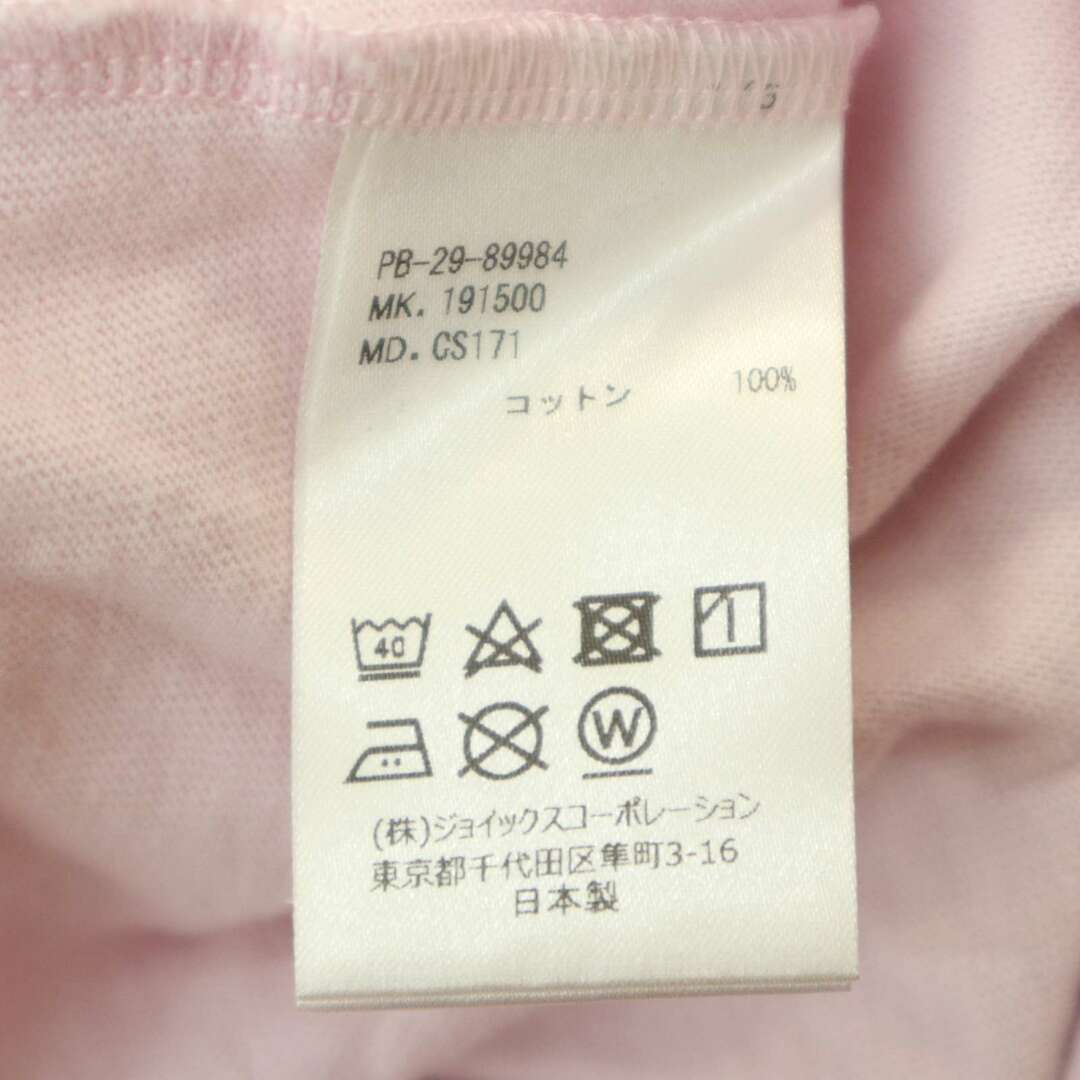 PB-29-89984
MK. 191500
MD. CS171
コットン 100%
40
W
(株)ジョイックスコーポレーション
東京都千代田区隼町3-16
日本製